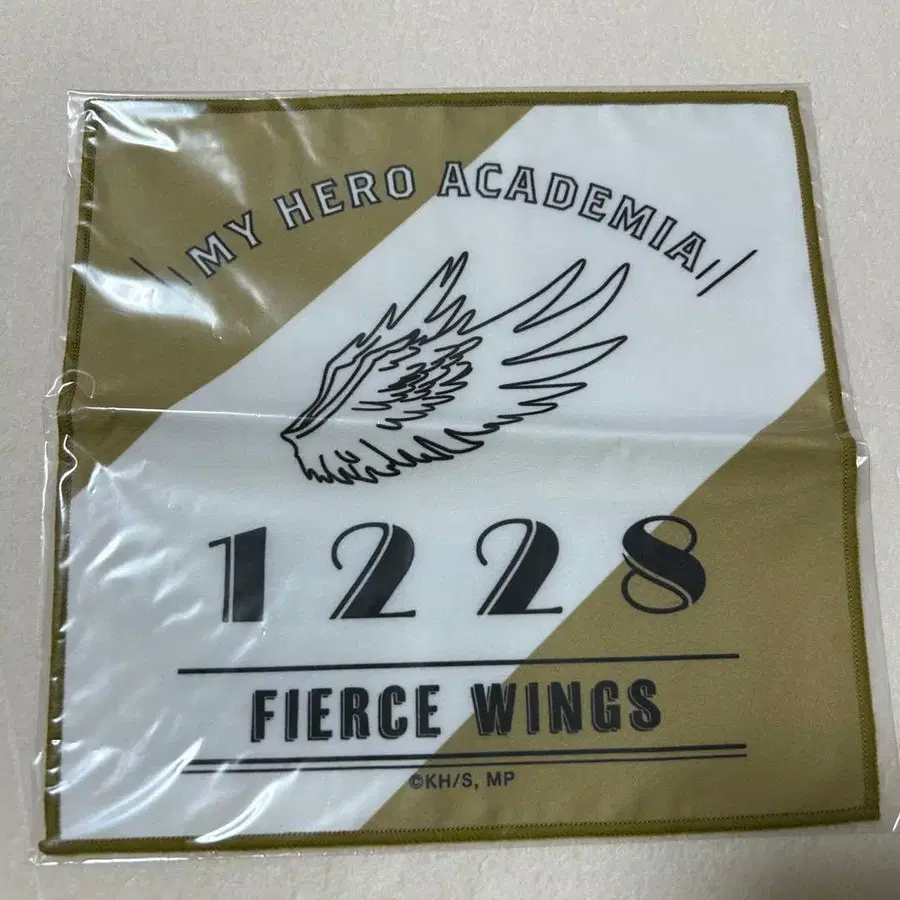 MY HERO ACADEMIA
1228
FIERCE WINGS
©KH/S, MP